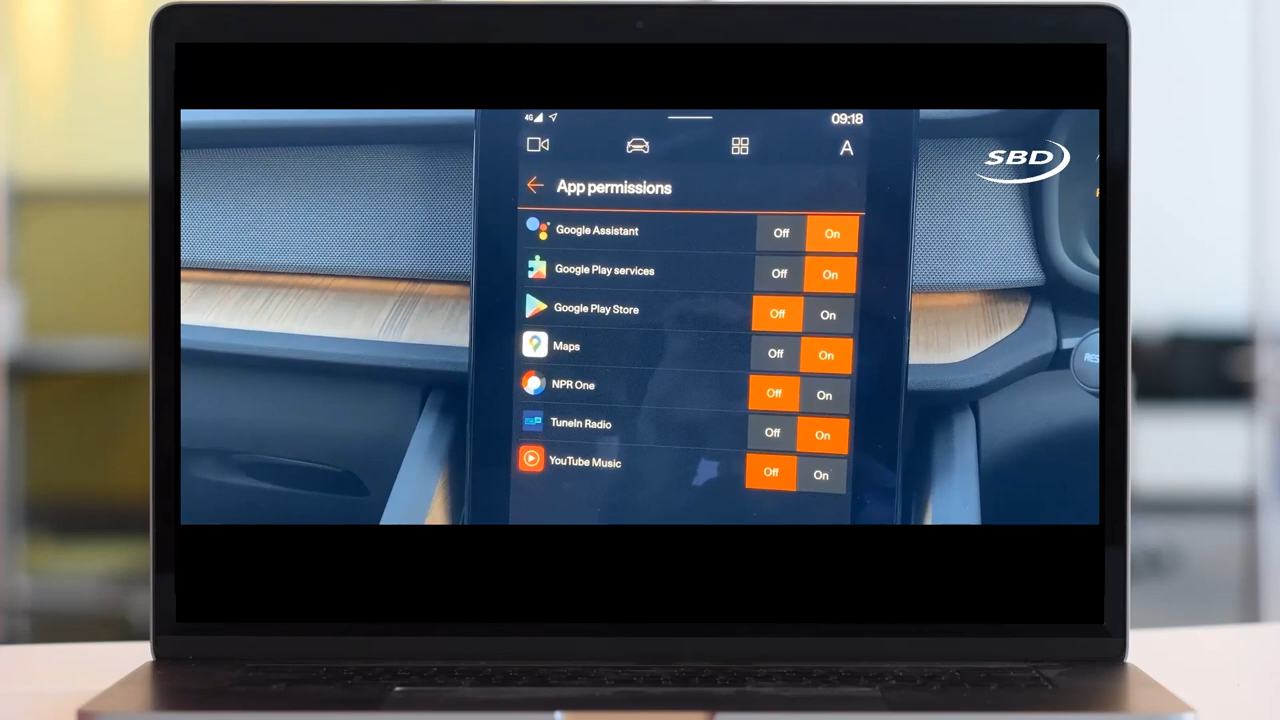 4G 09:18
A
SBD
App permissions
Google Assistant Off On
Google Play services Off On
Google Play Store Off On
Maps Off On
NPR One Off On
TuneIn Radio Off On
YouTube Music Off On